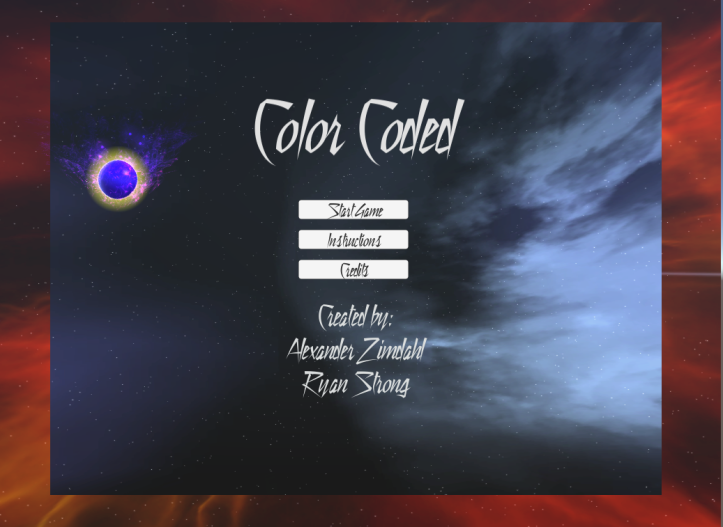 Color Coded
Start Game
Instructions
Credits
Created by:
Alexander Zimdahl
Ryan Strong